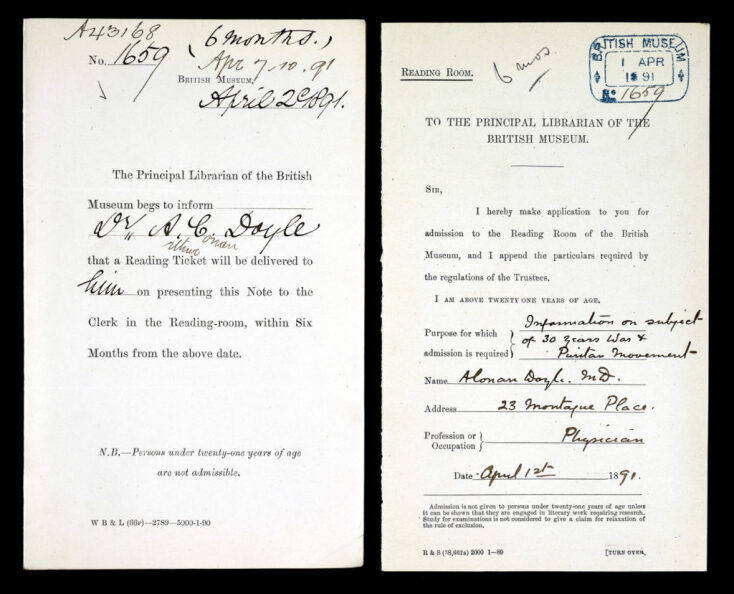 A43168
No. 1659
(6 months.)
Apr 7. 10. 91
BRITISH MUSEUM,
April 2 1891.
The Principal Librarian of the British
Museum begs to inform
Dr. A. C. Doyle
onan
that a Reading Ticket will be delivered to
him on presenting this Note to the
Clerk in the Reading-room, within Six
Months from the above date.
N.B.—Persons under twenty-one years of age
are not admissible.
W B & L (66r)—2789—5000-1-90
READING ROOM.
6 mos.
BRITISH MUSEUM
1 APR
1891
No. 1659
TO THE PRINCIPAL LIBRARIAN OF THE
BRITISH MUSEUM.
SIR,
I hereby make application to you for
admission to the Reading Room of the British
Museum, and I append the particulars required by
the regulations of the Trustees.
I AM ABOVE TWENTY ONE YEARS OF AGE.
Purpose for which admission is required
Information on subject
of 30 Years War &
Puritan Movement
Name A Conan Doyle. M.D.
Address 23 Montague Place.
Profession or Occupation Physician
Date April 1st 1891.
Admission is not given to persons under twenty-one years of age unless
it can be shown that they are engaged in literary work requiring research.
Study for examinations is not considered to give a claim for relaxation of
the rule of exclusion.
R & S (38,662a) 2000 1—89
[TURN OVER.